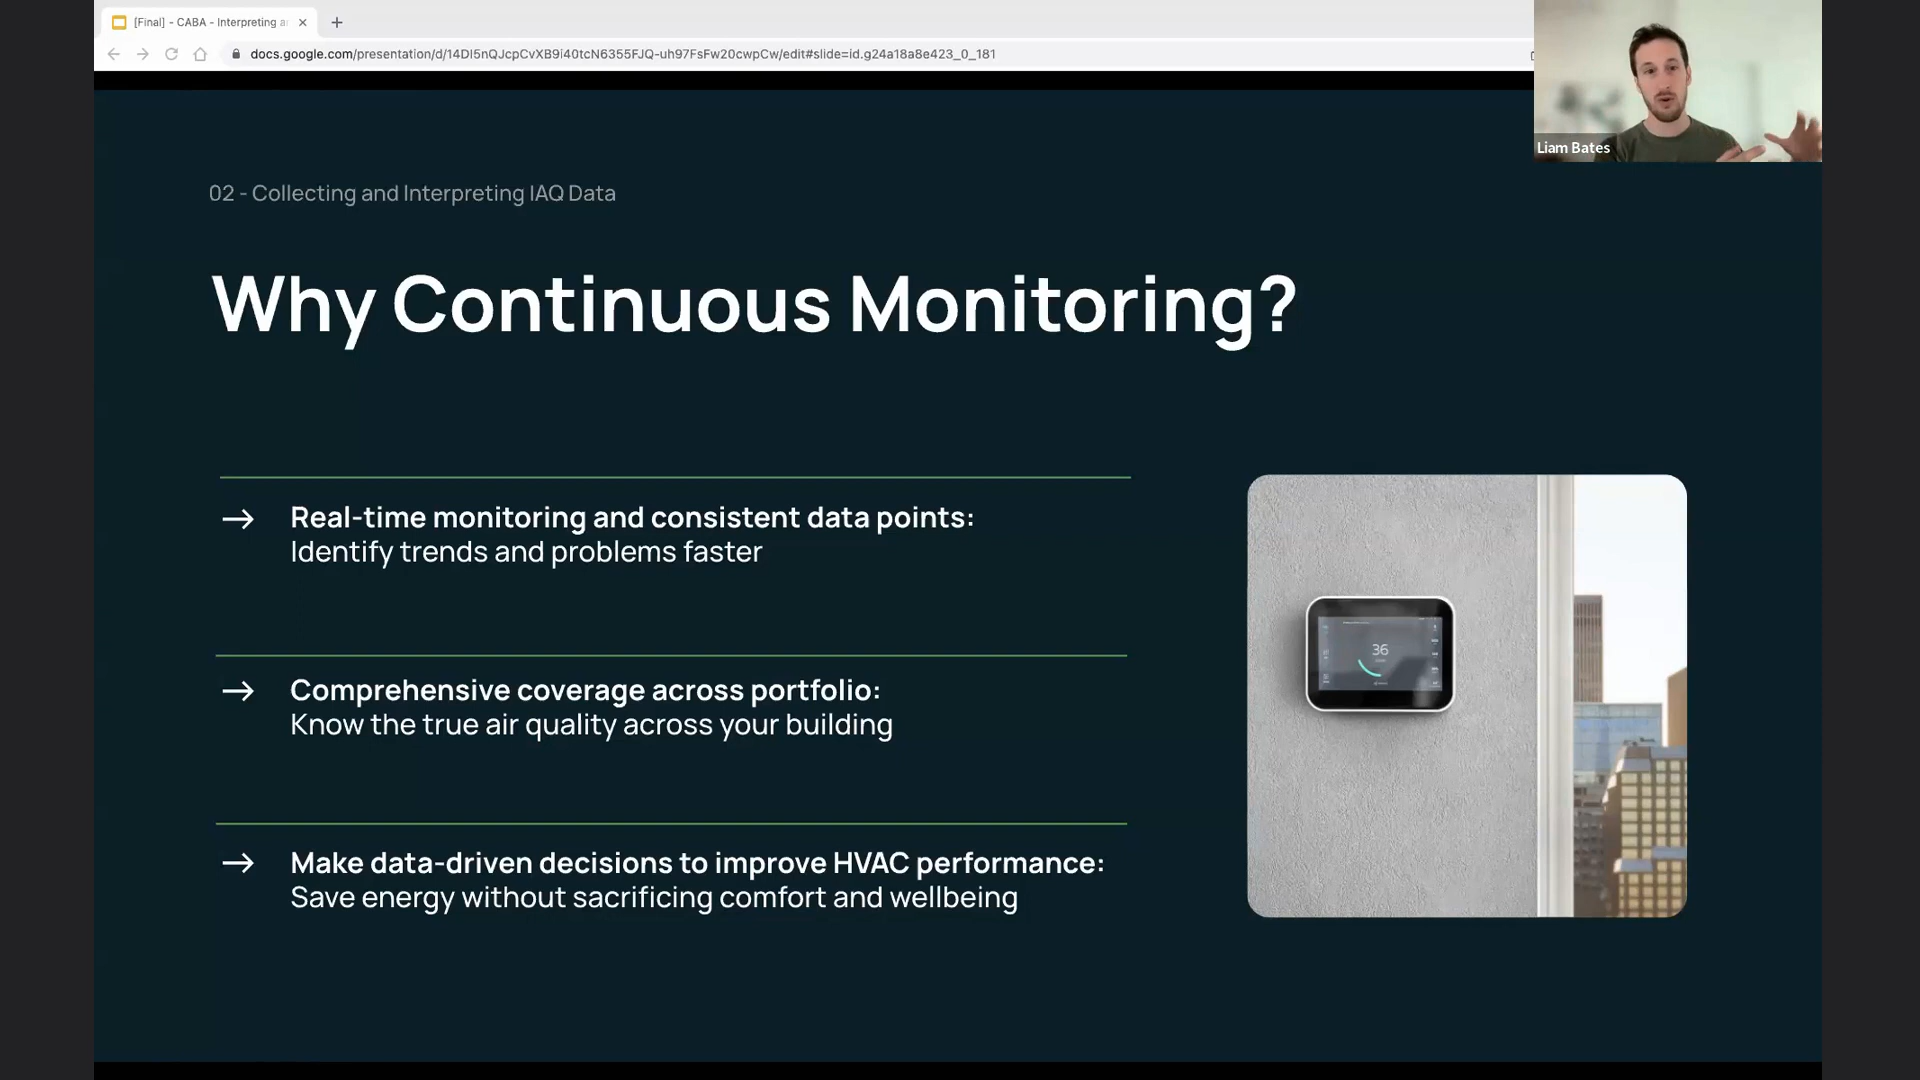 [Final] - CABA - Interpreting a
docs.google.com/presentation/d/14DI5nQJcpCvXB9i40tcN6355FJQ-uh97FsFw20cwpCw/edit#slide=id.g24a18a8e423_0_181
Liam Bates
02 - Collecting and Interpreting IAQ Data
Why Continuous Monitoring?
→ Real-time monitoring and consistent data points:
Identify trends and problems faster
→ Comprehensive coverage across portfolio:
Know the true air quality across your building
→ Make data-driven decisions to improve HVAC performance:
Save energy without sacrificing comfort and wellbeing
36